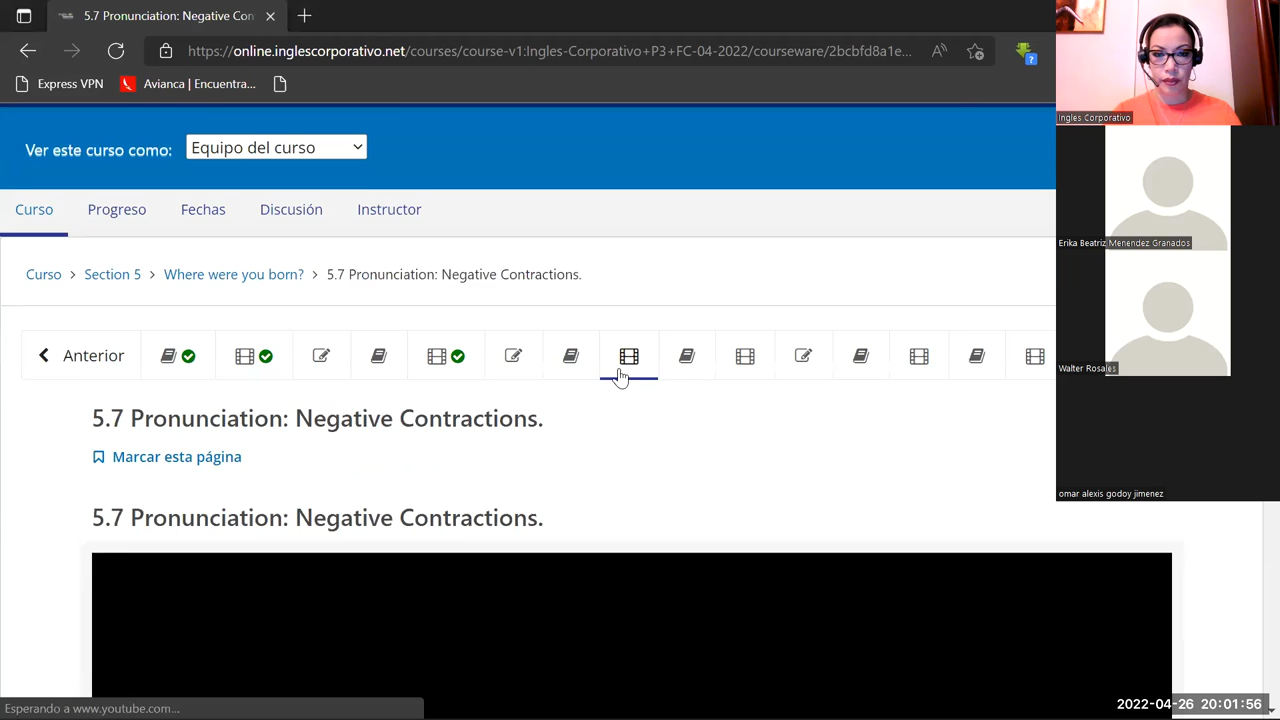 5.7 Pronunciation: Negative Con
https://online.inglescorporativo.net/courses/course-v1:Ingles-Corporativo+P3+FC-04-2022/courseware/2bcbfd8a1e...
Express VPN
Avianca | Encuentra...
Ver este curso como:
Equipo del curso
Curso
Progreso
Fechas
Discusión
Instructor
Curso > Section 5 > Where were you born? > 5.7 Pronunciation: Negative Contractions.
Anterior
5.7 Pronunciation: Negative Contractions.
Marcar esta página
5.7 Pronunciation: Negative Contractions.
Esperando a www.youtube.com...
Ingles Corporativo
Erika Beatriz Menendez Granados
Walter Rosales
omar alexis godoy jimenez
2022-04-26 20:01:56